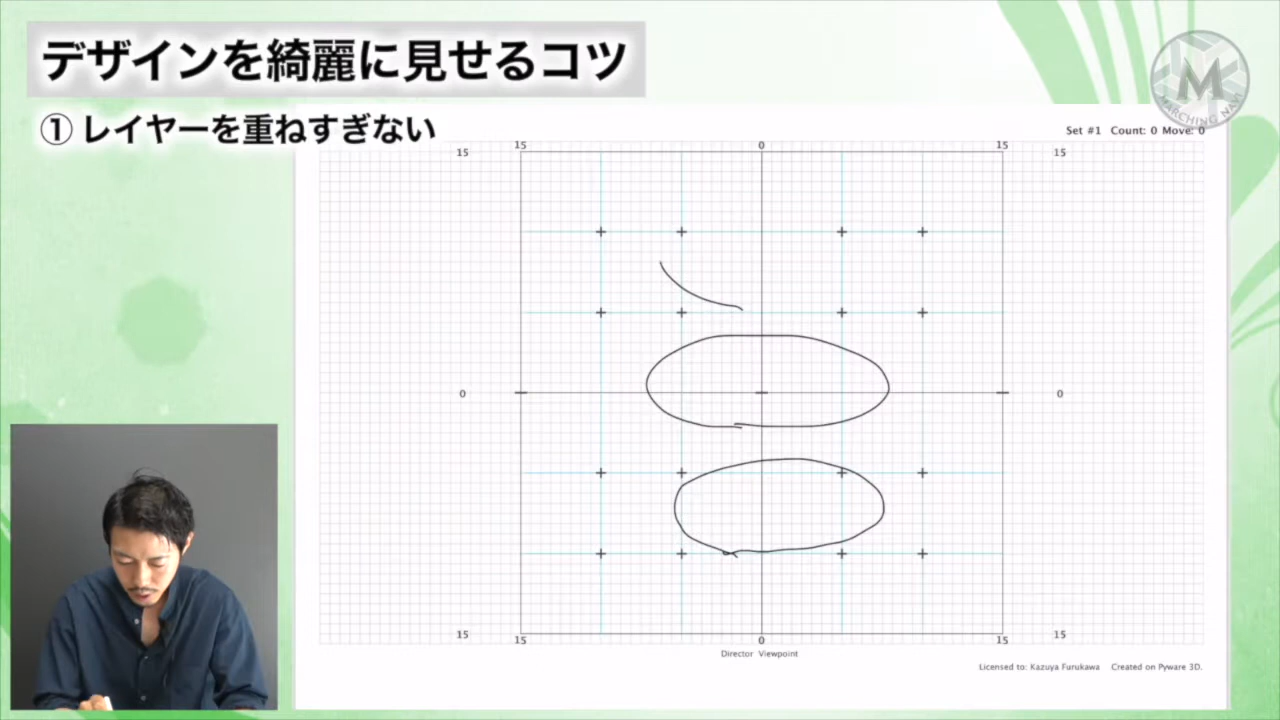 デザインを綺麗に見せるコツ
① レイヤーを重ねすぎない
M
MARCHING NAVI
Set #1 Count: 0 Move: 0
15 15 0 15 15
0 0
15 15 0 15 15
Director Viewpoint
Licensed to: Kazuya Furukawa Created on Pyware 3D.